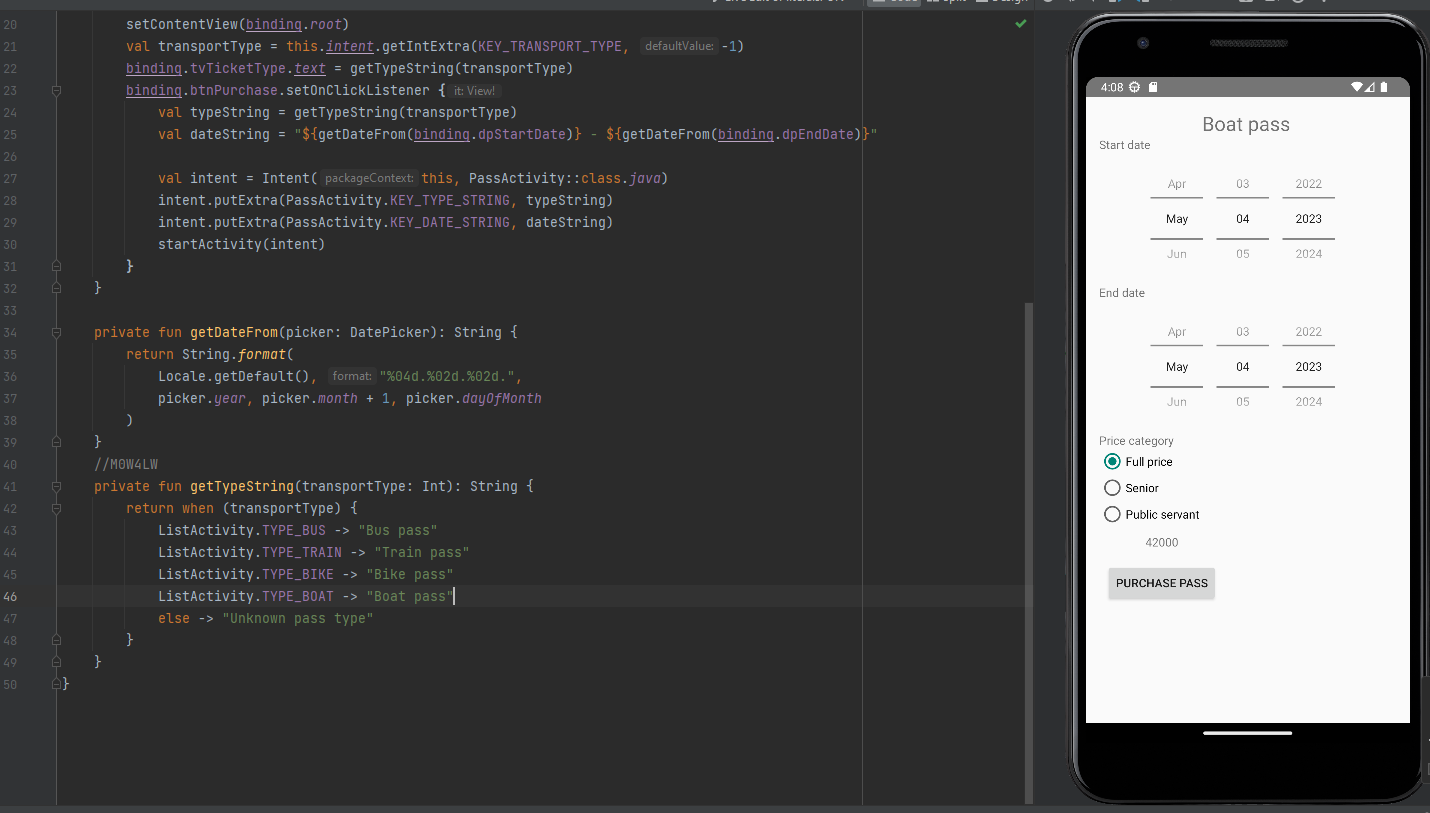 20 setContentView(binding.root)
21 val transportType = this.intent.getIntExtra(KEY_TRANSPORT_TYPE, defaultValue: -1)
22 binding.tvTicketType.text = getTypeString(transportType)
23 binding.btnPurchase.setOnClickListener { it: View!
24 val typeString = getTypeString(transportType)
25 val dateString = "${getDateFrom(binding.dpStartDate)} - ${getDateFrom(binding.dpEndDate)}"
26
27 val intent = Intent( packageContext: this, PassActivity::class.java)
28 intent.putExtra(PassActivity.KEY_TYPE_STRING, typeString)
29 intent.putExtra(PassActivity.KEY_DATE_STRING, dateString)
30 startActivity(intent)
31 }
32 }
33
34 private fun getDateFrom(picker: DatePicker): String {
35 return String.format(
36 Locale.getDefault(), format: "%04d.%02d.%02d.",
37 picker.year, picker.month + 1, picker.dayOfMonth
38 )
39 }
40 //M0W4LW
41 private fun getTypeString(transportType: Int): String {
42 return when (transportType) {
43 ListActivity.TYPE_BUS -> "Bus pass"
44 ListActivity.TYPE_TRAIN -> "Train pass"
45 ListActivity.TYPE_BIKE -> "Bike pass"
46 ListActivity.TYPE_BOAT -> "Boat pass"
47 else -> "Unknown pass type"
48 }
49 }
50 }
4:08
Boat pass
Start date
Apr 03 2022
May 04 2023
Jun 05 2024
End date
Apr 03 2022
May 04 2023
Jun 05 2024
Price category
Full price
Senior
Public servant
42000
PURCHASE PASS